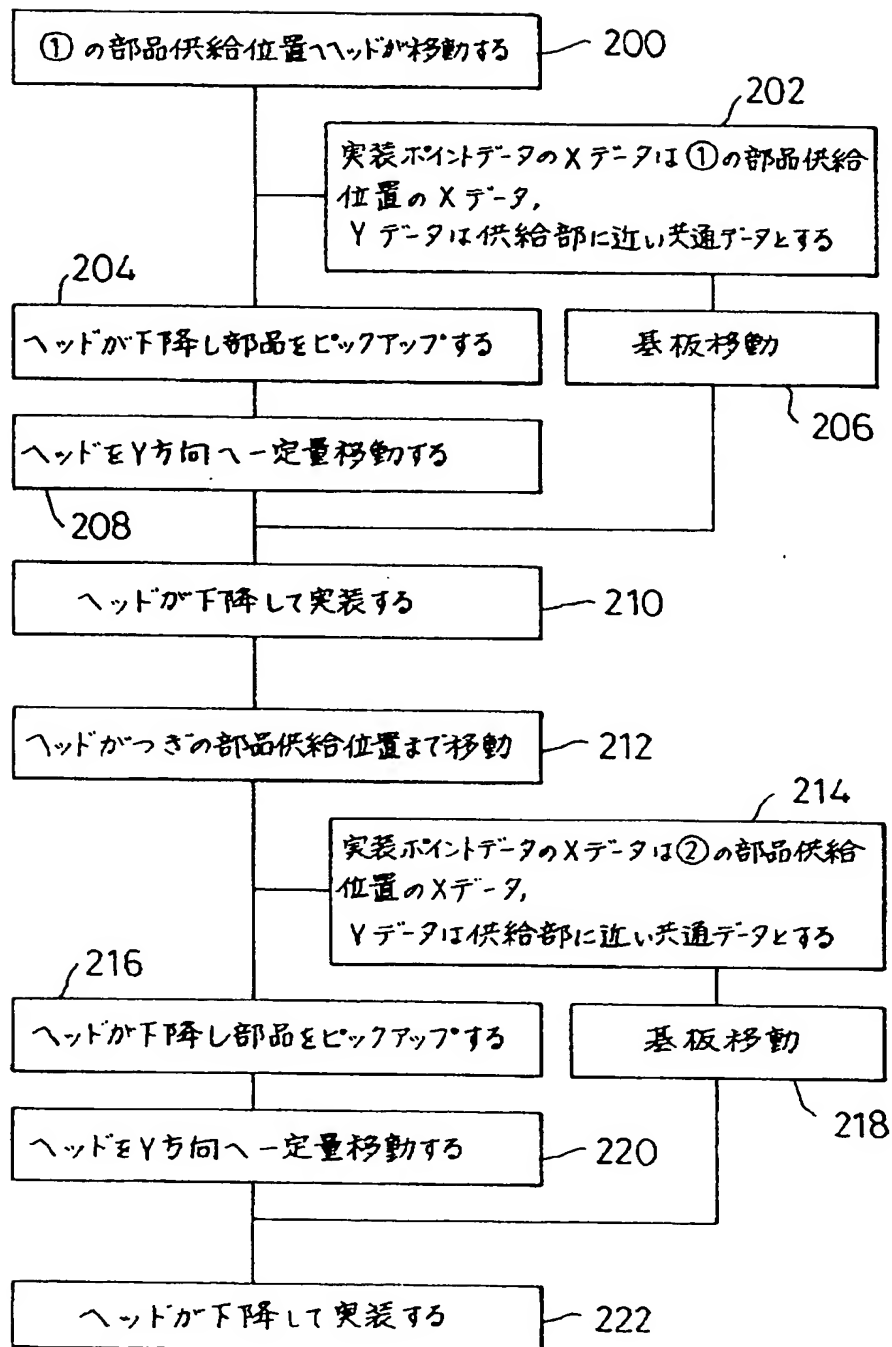 ①の部品供給位置へヘッドが移動する
200
202
実装ポイントデータのXデータは①の部品供給
位置のXデータ,
Yデータは供給部に近い共通データとする
204
ヘッドが下降し部品をピックアップする
基板移動
206
ヘッドをY方向へ一定量移動する
208
ヘッドが下降して実装する
210
ヘッドがつぎの部品供給位置まで移動
212
214
実装ポイントデータのXデータは②の部品供給
位置のXデータ,
Yデータは供給部に近い共通データとする
216
ヘッドが下降し部品をピックアップする
基板移動
218
ヘッドをY方向へ一定量移動する
220
ヘッドが下降して実装する
222